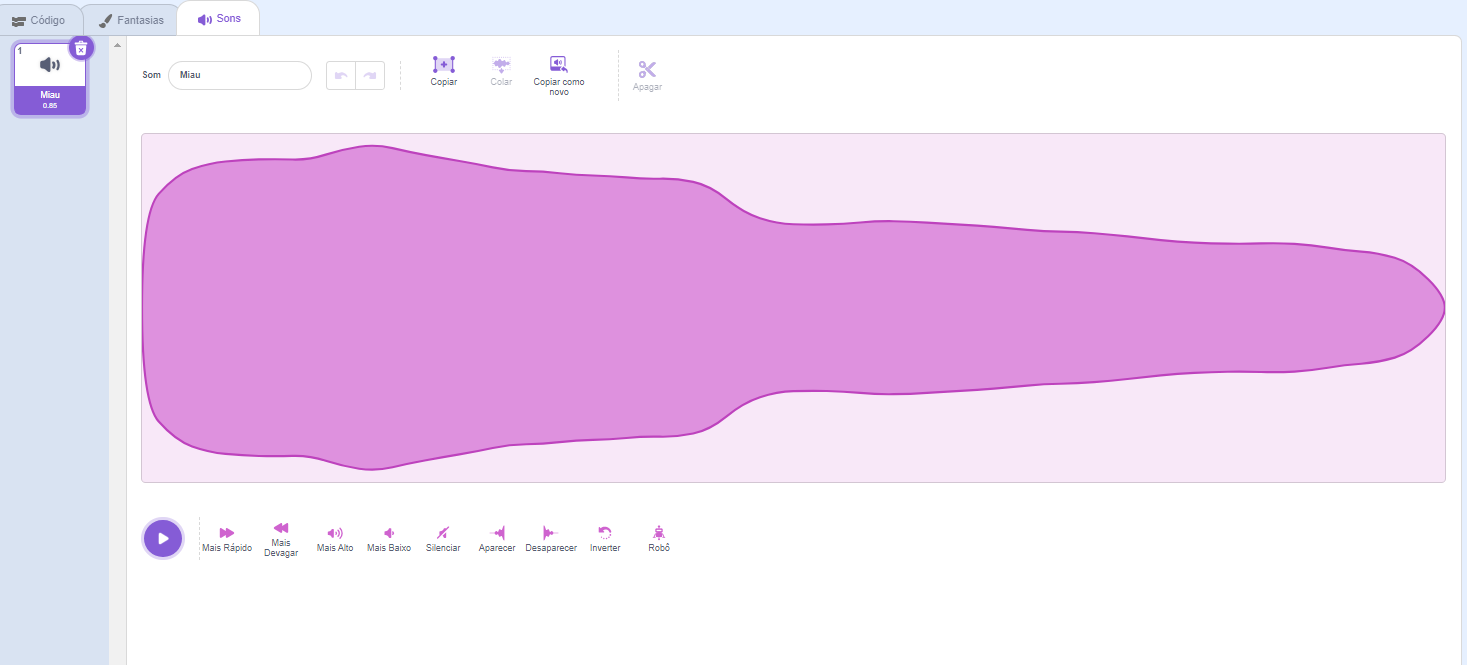 Código
Fantasias
Sons
1
Miau
0.85
Som
Miau
Copiar
Colar
Copiar como
novo
Apagar
Mais Rápido
Mais
Devagar
Mais Alto
Mais Baixo
Silenciar
Aparecer
Desaparecer
Inverter
Robô